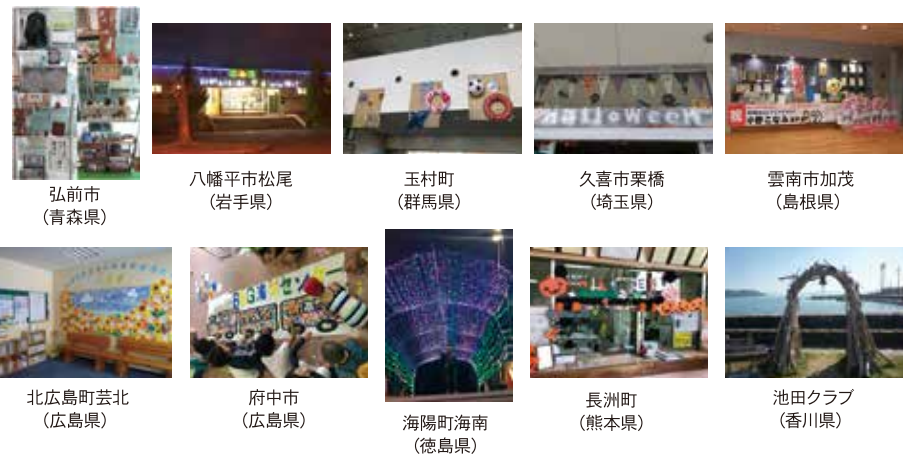 弘前市
（青森県）
八幡平市松尾
（岩手県）
玉村町
（群馬県）
Halloween
久喜市栗橋
（埼玉県）
祝
雲南市加茂
（島根県）
北広島町芸北
（広島県）
府中市
（広島県）
海陽町海南
（徳島県）
長洲町
（熊本県）
池田クラブ
（香川県）